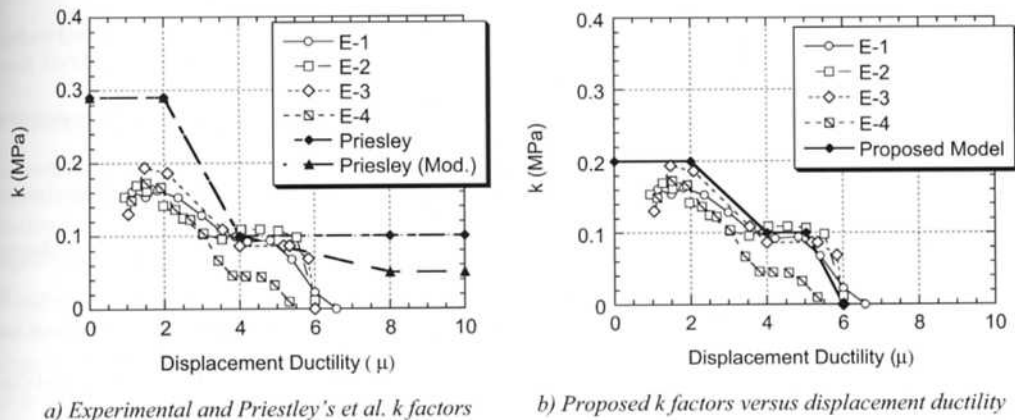 0.4
0.3
0.2
0.1
0
k (MPa)
0 2 4 6 8 10
Displacement Ductility ( μ)
E-1
E-2
E-3
E-4
Priesley
Priesley (Mod.)
a) Experimental and Priestley's et al. k factors
0.4
0.3
0.2
0.1
0
k (MPa)
0 2 4 6 8 10
Displacement Ductility (μ)
E-1
E-2
E-3
E-4
Proposed Model
b) Proposed k factors versus displacement ductility